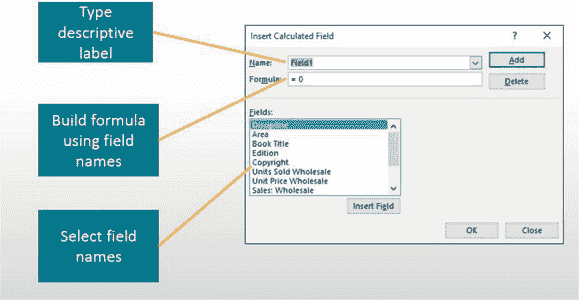 Type
descriptive
label
Build formula
using field
names
Select field
names
Insert Calculated Field
?
Name:
Field1
Add
Formula:
= 0
Delete
Fields:
Area
Book Title
Edition
Copyright
Units Sold Wholesale
Unit Price Wholesale
Sales: Wholesale
Insert Field
OK
Close